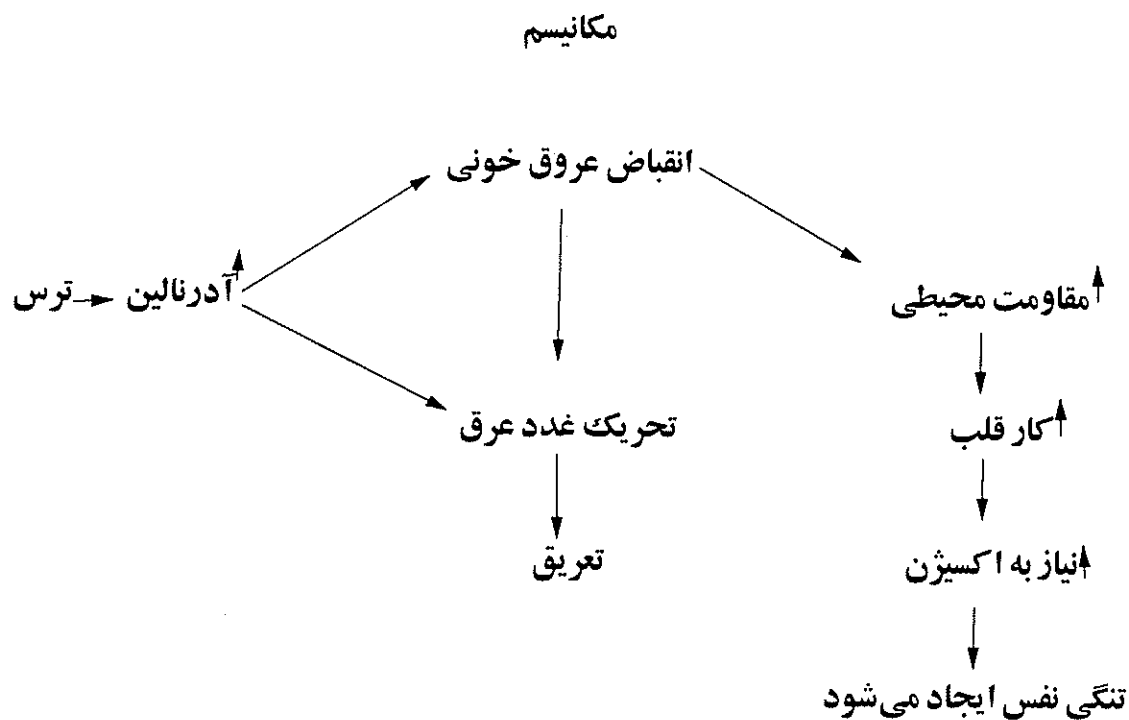 مکانیسم
انقباض عروق خونی
ترس
آدرنالین
مقاومت محیطی
تحریک غدد عرق
کار قلب
تعریق
نیاز به اکسیژن
تنگی نفس ایجاد می‌شود